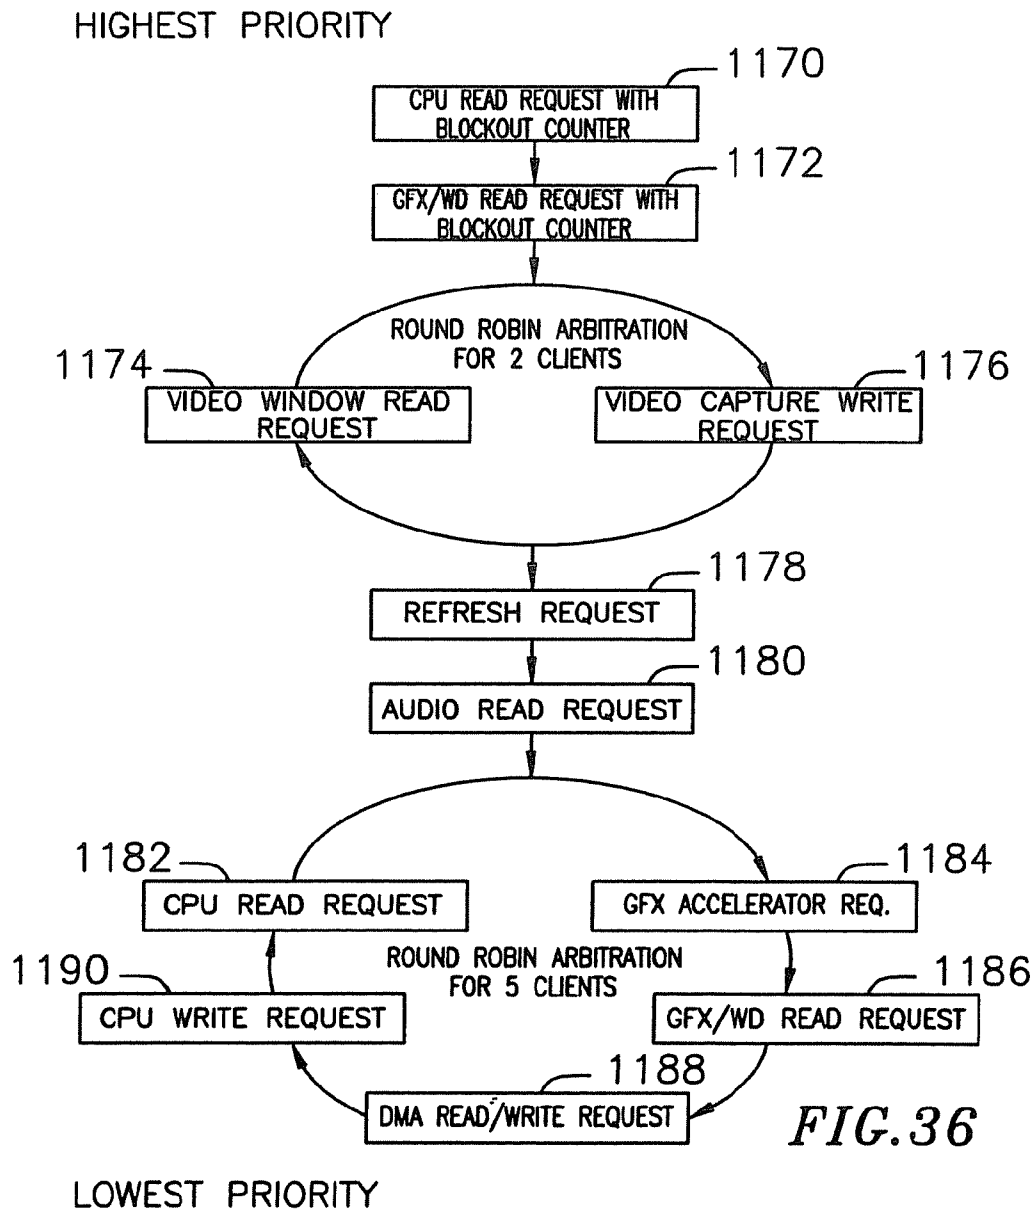 HIGHEST PRIORITY
1170
CPU READ REQUEST WITH
BLOCKOUT COUNTER
1172
GFX/WD READ REQUEST WITH
BLOCKOUT COUNTER
ROUND ROBIN ARBITRATION
FOR 2 CLIENTS
1174
1176
VIDEO WINDOW READ
REQUEST
VIDEO CAPTURE WRITE
REQUEST
1178
REFRESH REQUEST
1180
AUDIO READ REQUEST
1182
1184
CPU READ REQUEST
GFX ACCELERATOR REQ.
ROUND ROBIN ARBITRATION
FOR 5 CLIENTS
1190
1186
CPU WRITE REQUEST
GFX/WD READ REQUEST
1188
DMA READ/WRITE REQUEST
FIG.36
LOWEST PRIORITY